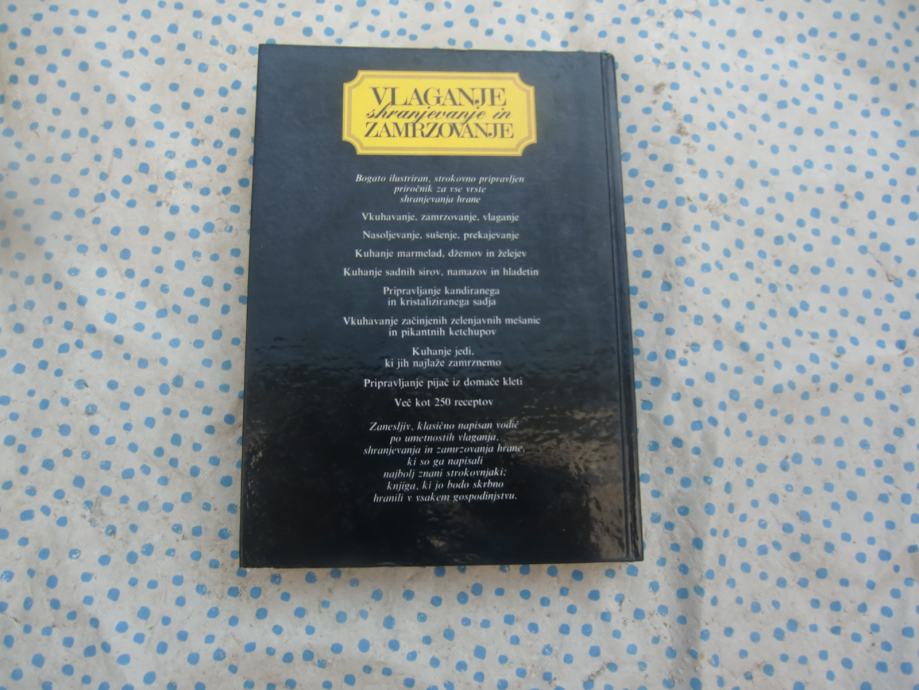 VLAGANJE
shranjevanje in
ZAMRZOVANJE
Bogato ilustriran, strokovno pripravljen
priročnik za vse vrste
shranjevanja hrane
Vkuhavanje, zamrzovanje, vlaganje
Nasoljevanje, sušenje, prekajevanje
Kuhanje marmelad, džemov in želejev
Kuhanje sadnih sirov, namazov in hladetin
Pripravljanje kandiranega
in kristaliziranega sadja
Vkuhavanje začinjenih zelenjavnih mešanic
in pikantnih ketchupov
Kuhanje jedi,
ki jih najlaže zamrznemo
Pripravljanje pijač iz domače kleti
Več kot 250 receptov
Zanesljiv, klasično napisan vodič
po umetnostih vlaganja,
shranjevanja in zamrzovanja hrane,
ki so ga napisali
najbolj znani strokovnjaki;
knjiga, ki jo bodo skrbno
hranili v vsakem gospodinjstvu.